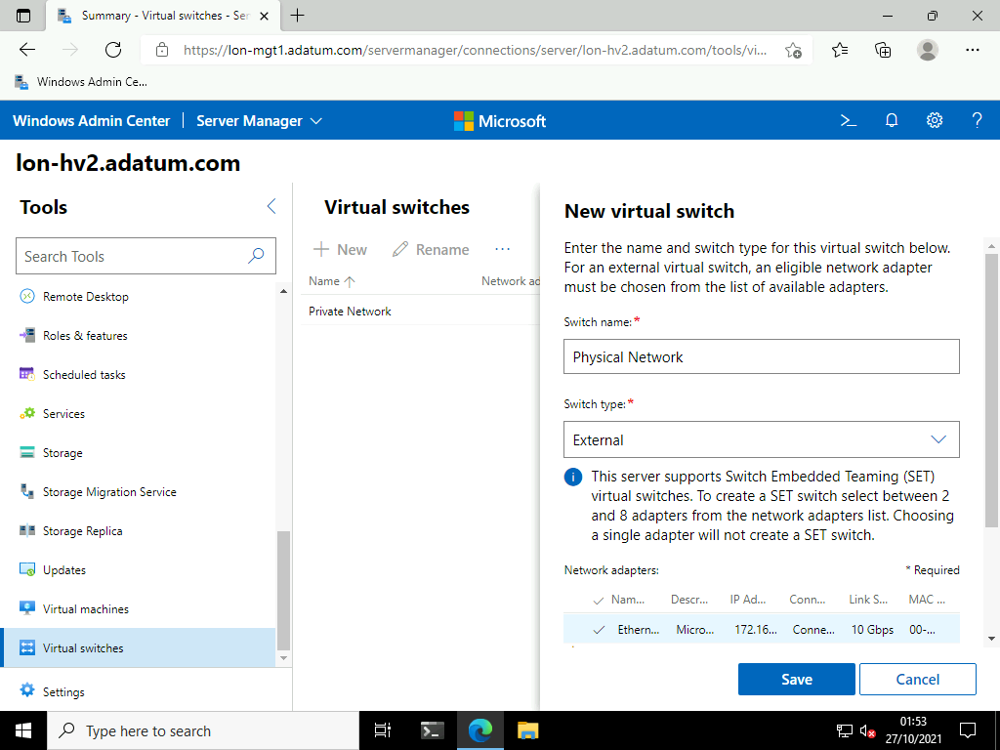 Summary - Virtual switches - Ser
https://lon-mgt1.adatum.com/servermanager/connections/server/lon-hv2.adatum.com/tools/vi...
Windows Admin Ce...
Windows Admin Center
Server Manager
Microsoft
lon-hv2.adatum.com
Tools
Search Tools
Remote Desktop
Roles & features
Scheduled tasks
Services
Storage
Storage Migration Service
Storage Replica
Updates
Virtual machines
Virtual switches
Settings
Virtual switches
New
Rename
Name
Network ad
Private Network
New virtual switch
Enter the name and switch type for this virtual switch below.
For an external virtual switch, an eligible network adapter
must be chosen from the list of available adapters.
Switch name:*
Physical Network
Switch type:*
External
This server supports Switch Embedded Teaming (SET)
virtual switches. To create a SET switch select between 2
and 8 adapters from the network adapters list. Choosing
a single adapter will not create a SET switch.
Network adapters:
* Required
Nam... Descr... IP Ad... Conn... Link S... MAC ...
Ethern... Micro... 172.16... Conne... 10 Gbps 00-...
Save
Cancel
Type here to search
01:53
27/10/2021